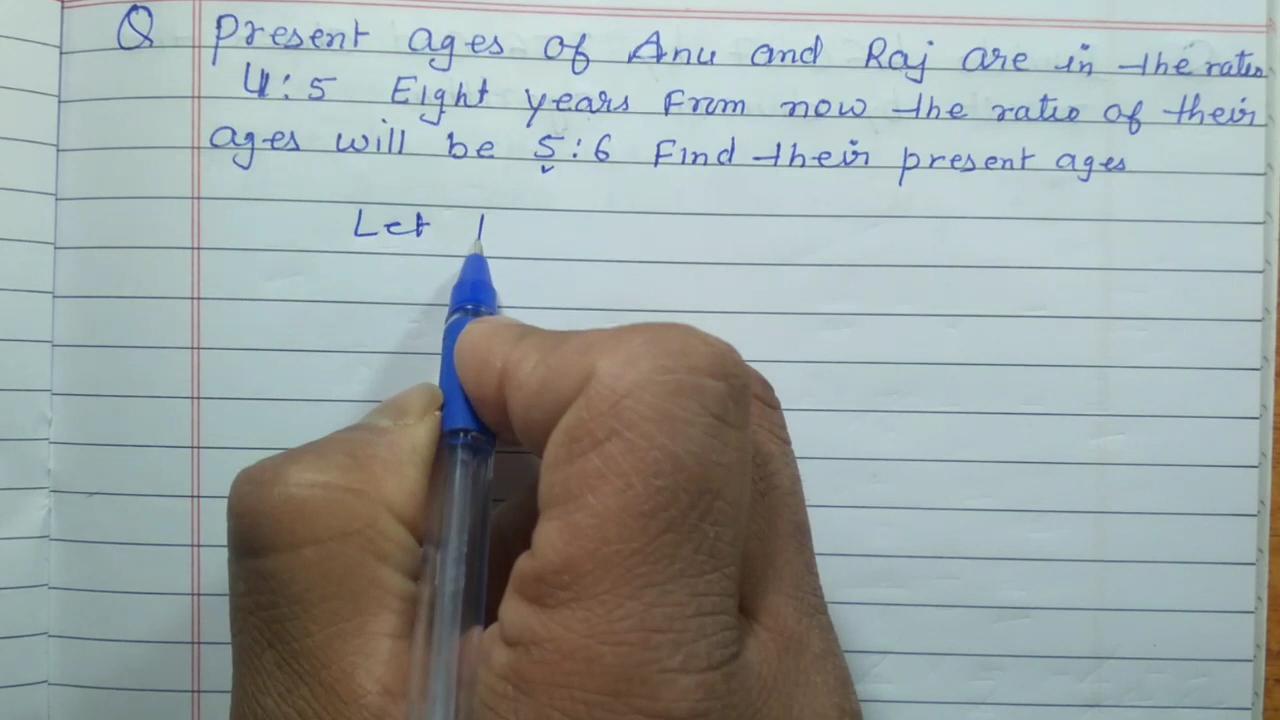 Q Present ages of Anu and Raj are in the ratio
4:5 Eight years From now the ratio of their
ages will be 5:6 Find their present ages
Let